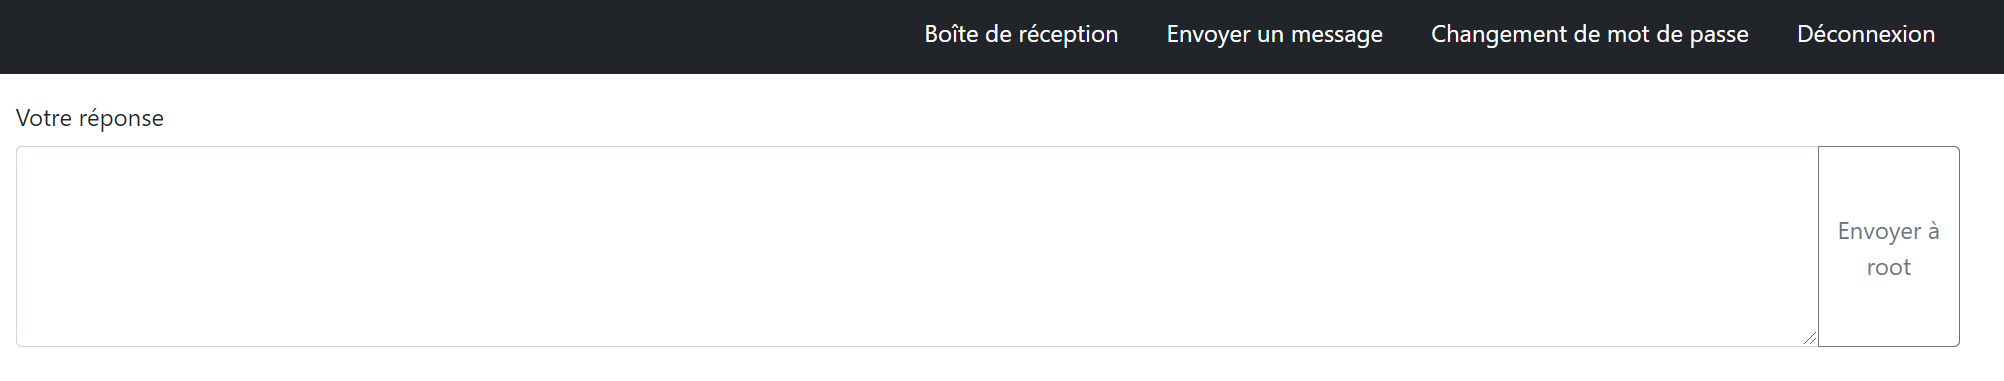 Boîte de réception Envoyer un message Changement de mot de passe Déconnexion
Votre réponse
Envoyer à
root